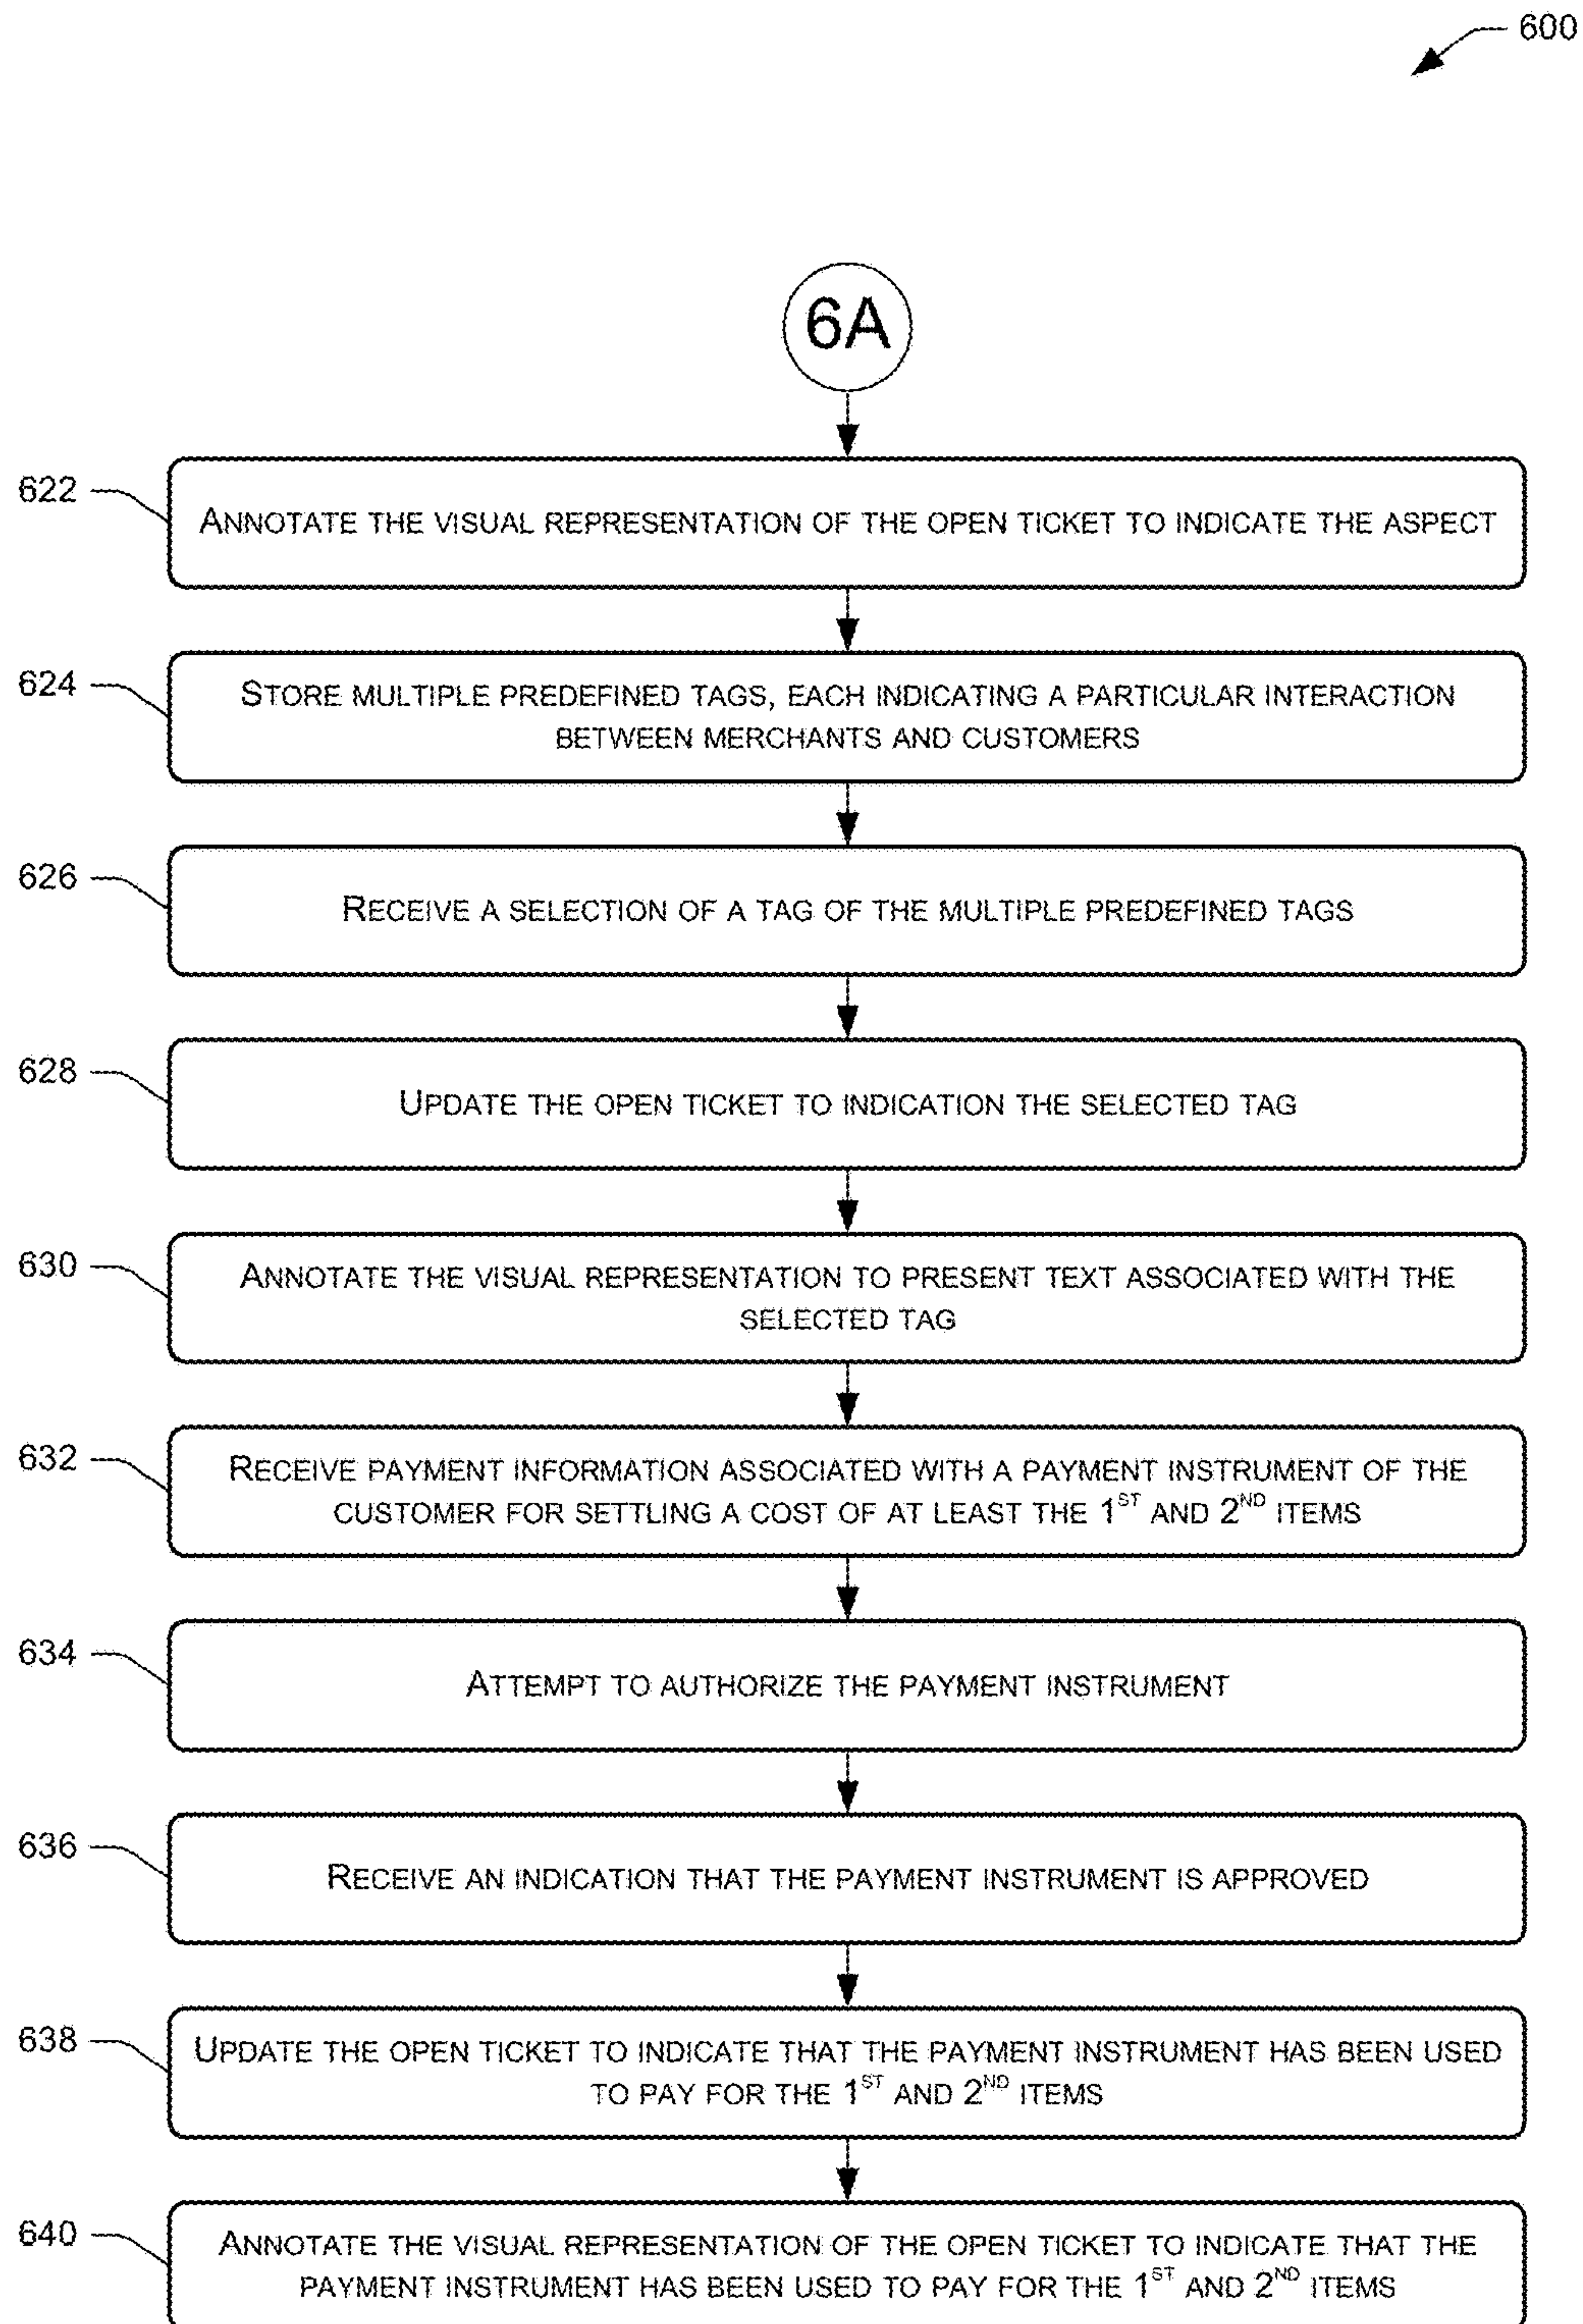 600
6A
622
ANNOTATE THE VISUAL REPRESENTATION OF THE OPEN TICKET TO INDICATE THE ASPECT
624
STORE MULTIPLE PREDEFINED TAGS, EACH INDICATING A PARTICULAR INTERACTION
BETWEEN MERCHANTS AND CUSTOMERS
626
RECEIVE A SELECTION OF A TAG OF THE MULTIPLE PREDEFINED TAGS
628
UPDATE THE OPEN TICKET TO INDICATION THE SELECTED TAG
630
ANNOTATE THE VISUAL REPRESENTATION TO PRESENT TEXT ASSOCIATED WITH THE
SELECTED TAG
632
RECEIVE PAYMENT INFORMATION ASSOCIATED WITH A PAYMENT INSTRUMENT OF THE
CUSTOMER FOR SETTLING A COST OF AT LEAST THE 1ST AND 2ND ITEMS
634
ATTEMPT TO AUTHORIZE THE PAYMENT INSTRUMENT
636
RECEIVE AN INDICATION THAT THE PAYMENT INSTRUMENT IS APPROVED
638
UPDATE THE OPEN TICKET TO INDICATE THAT THE PAYMENT INSTRUMENT HAS BEEN USED
TO PAY FOR THE 1ST AND 2ND ITEMS
640
ANNOTATE THE VISUAL REPRESENTATION OF THE OPEN TICKET TO INDICATE THAT THE
PAYMENT INSTRUMENT HAS BEEN USED TO PAY FOR THE 1ST AND 2ND ITEMS